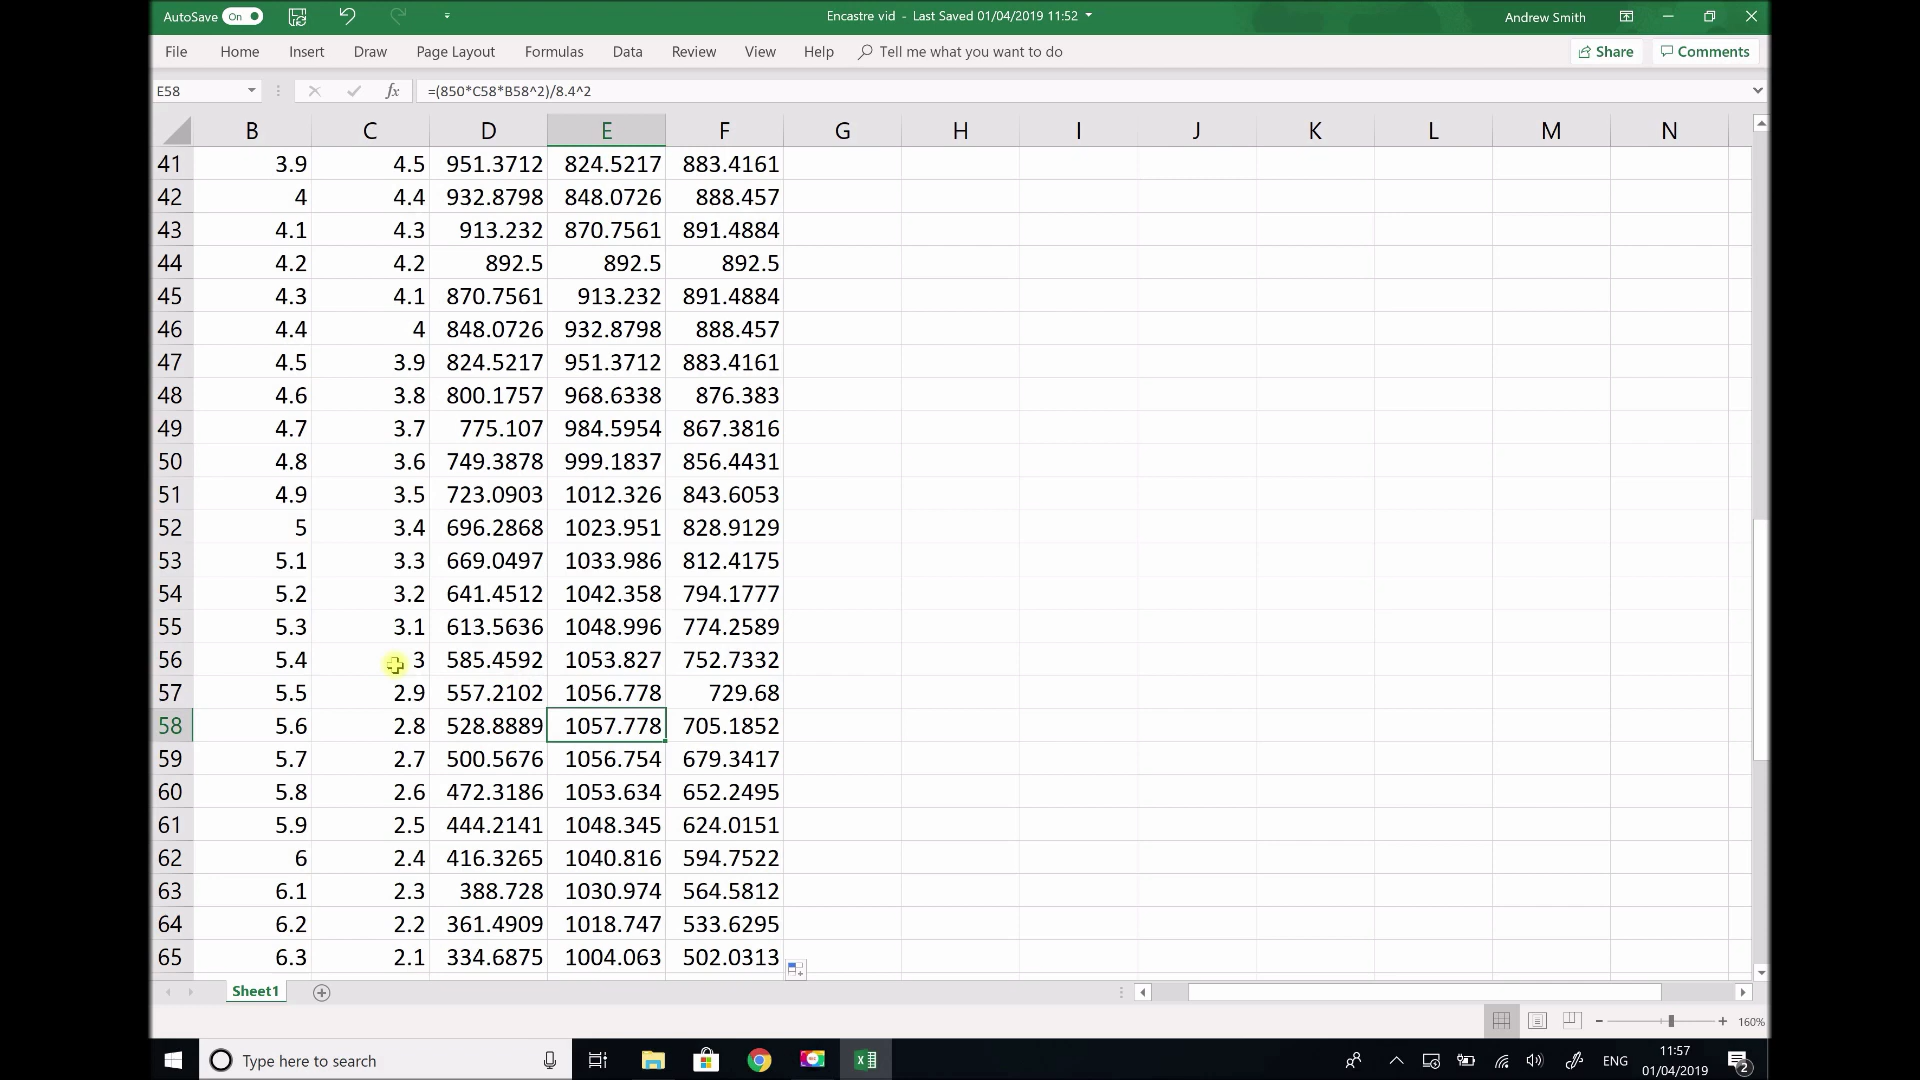 AutoSave On Encastre vid - Last Saved 01/04/2019 11:52 Andrew Smith
File Home Insert Draw Page Layout Formulas Data Review View Help Tell me what you want to do Share Comments
E58 fx =(850*C58*B58^2)/8.4^2
B C D E F G H I J K L M N
41 3.9 4.5 951.3712 824.5217 883.4161
42 4 4.4 932.8798 848.0726 888.457
43 4.1 4.3 913.232 870.7561 891.4884
44 4.2 4.2 892.5 892.5 892.5
45 4.3 4.1 870.7561 913.232 891.4884
46 4.4 4 848.0726 932.8798 888.457
47 4.5 3.9 824.5217 951.3712 883.4161
48 4.6 3.8 800.1757 968.6338 876.383
49 4.7 3.7 775.107 984.5954 867.3816
50 4.8 3.6 749.3878 999.1837 856.4431
51 4.9 3.5 723.0903 1012.326 843.6053
52 5 3.4 696.2868 1023.951 828.9129
53 5.1 3.3 669.0497 1033.986 812.4175
54 5.2 3.2 641.4512 1042.358 794.1777
55 5.3 3.1 613.5636 1048.996 774.2589
56 5.4 3 585.4592 1053.827 752.7332
57 5.5 2.9 557.2102 1056.778 729.68
58 5.6 2.8 528.8889 1057.778 705.1852
59 5.7 2.7 500.5676 1056.754 679.3417
60 5.8 2.6 472.3186 1053.634 652.2495
61 5.9 2.5 444.2141 1048.345 624.0151
62 6 2.4 416.3265 1040.816 594.7522
63 6.1 2.3 388.728 1030.974 564.5812
64 6.2 2.2 361.4909 1018.747 533.6295
65 6.3 2.1 334.6875 1004.063 502.0313
Sheet1
160%
Type here to search ENG 11:57
01/04/2019 2